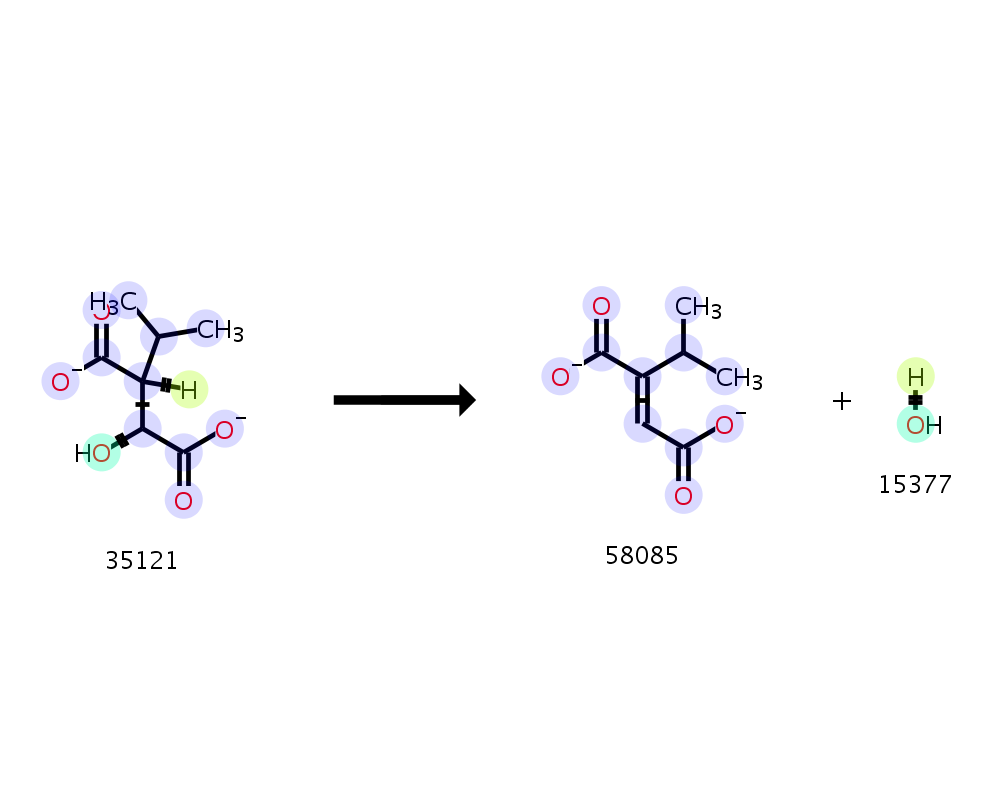 H₃C O CH₃
O⁻ H
HO O⁻
O
35121
O CH₃
O⁻ CH₃
O⁻
O
58085
+
H
OH
15377